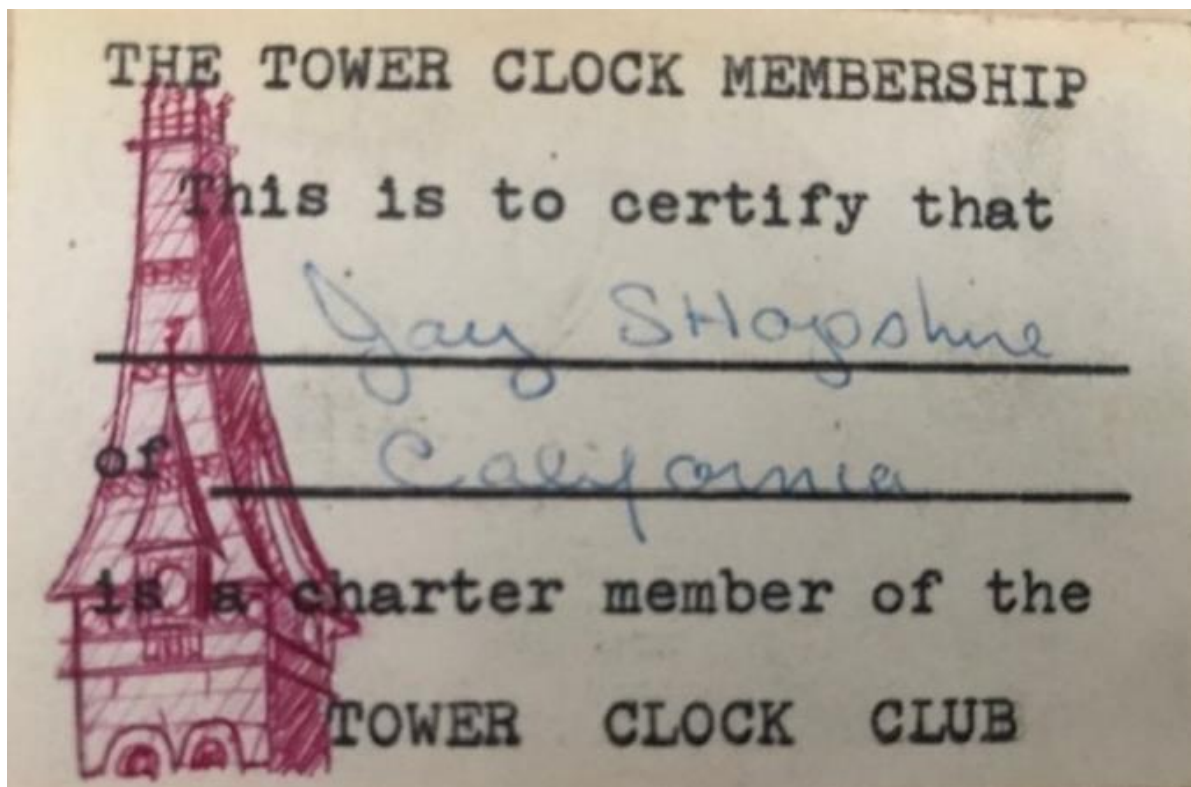 THE TOWER CLOCK MEMBERSHIP
This is to certify that
Jay SHopshire
of California
is a charter member of the
TOWER CLOCK CLUB